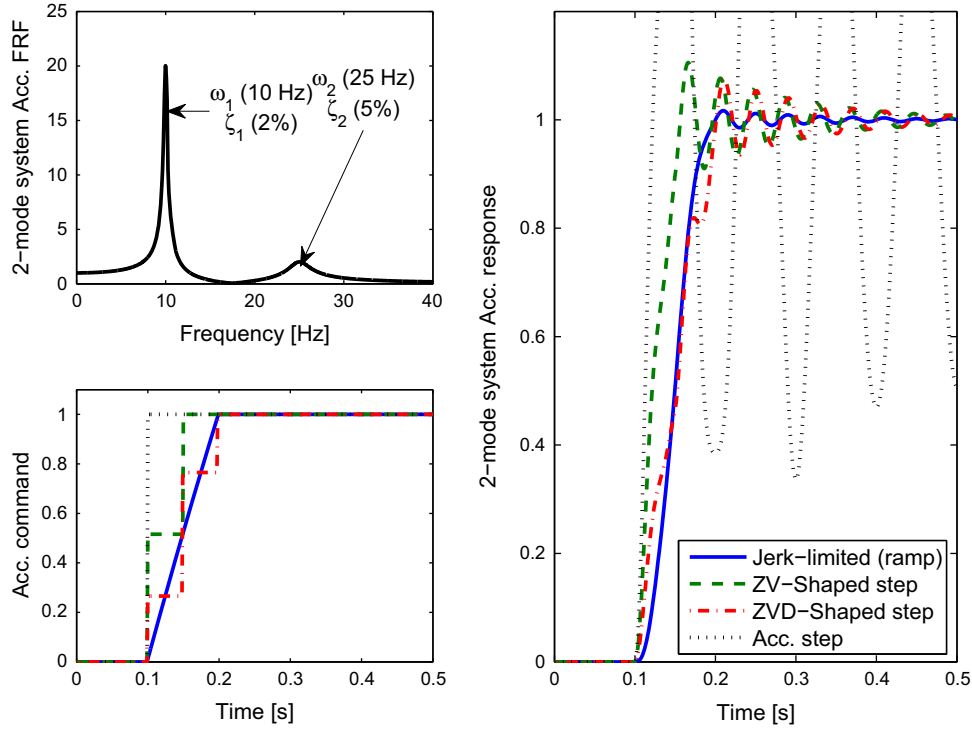 2−mode system Acc. FRF
25
20
15
10
5
0
0 10 20 30 40
Frequency [Hz]
ω1 (10 Hz)
ζ1 (2%)
ω2 (25 Hz)
ζ2 (5%)
Acc. command
1
0.8
0.6
0.4
0.2
0
0 0.1 0.2 0.3 0.4 0.5
Time [s]
2−mode system Acc. response
1
0.8
0.6
0.4
0.2
0
0 0.1 0.2 0.3 0.4 0.5
Time [s]
Jerk−limited (ramp)
ZV−Shaped step
ZVD−Shaped step
Acc. step